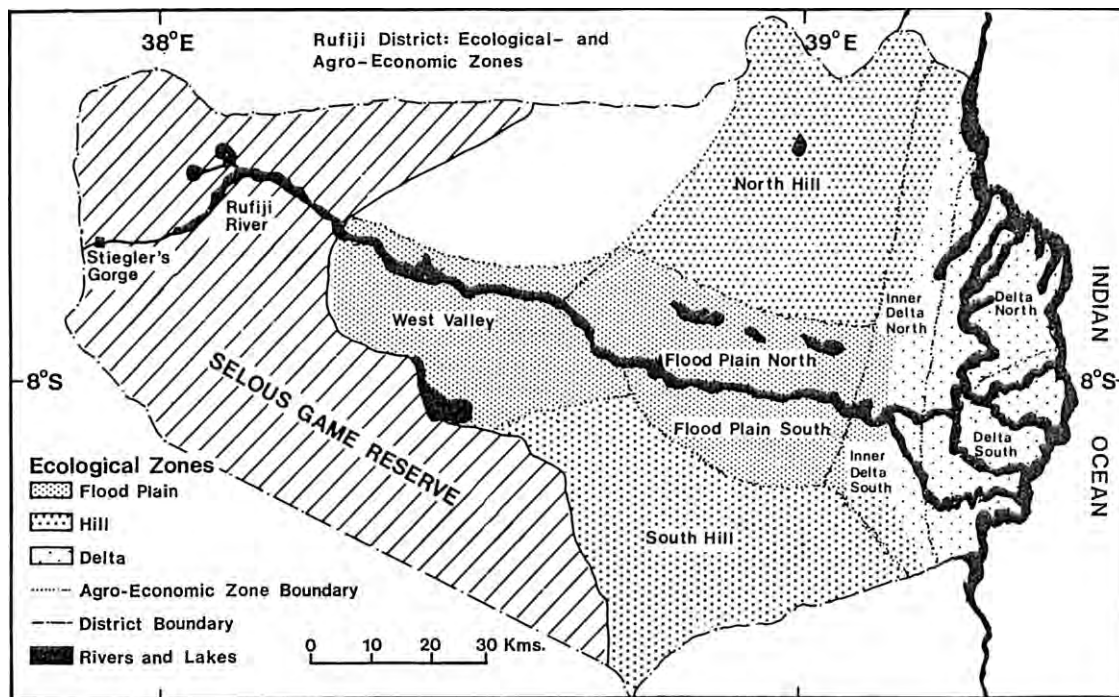 38°E
39°E
Rufiji District: Ecological- and
Agro-Economic Zones
North Hill
Rufiji
River
Stiegler's
Gorge
West Valley
Inner
Delta
North
Delta
North
INDIAN
OCEAN
Flood Plain North
8°S
8°S
SELOUS GAME RESERVE
Flood Plain South
Delta
South
Inner
Delta
South
South Hill
Ecological Zones
Flood Plain
Hill
Delta
Agro-Economic Zone Boundary
District Boundary
Rivers and Lakes
0 10 20 30 Kms.